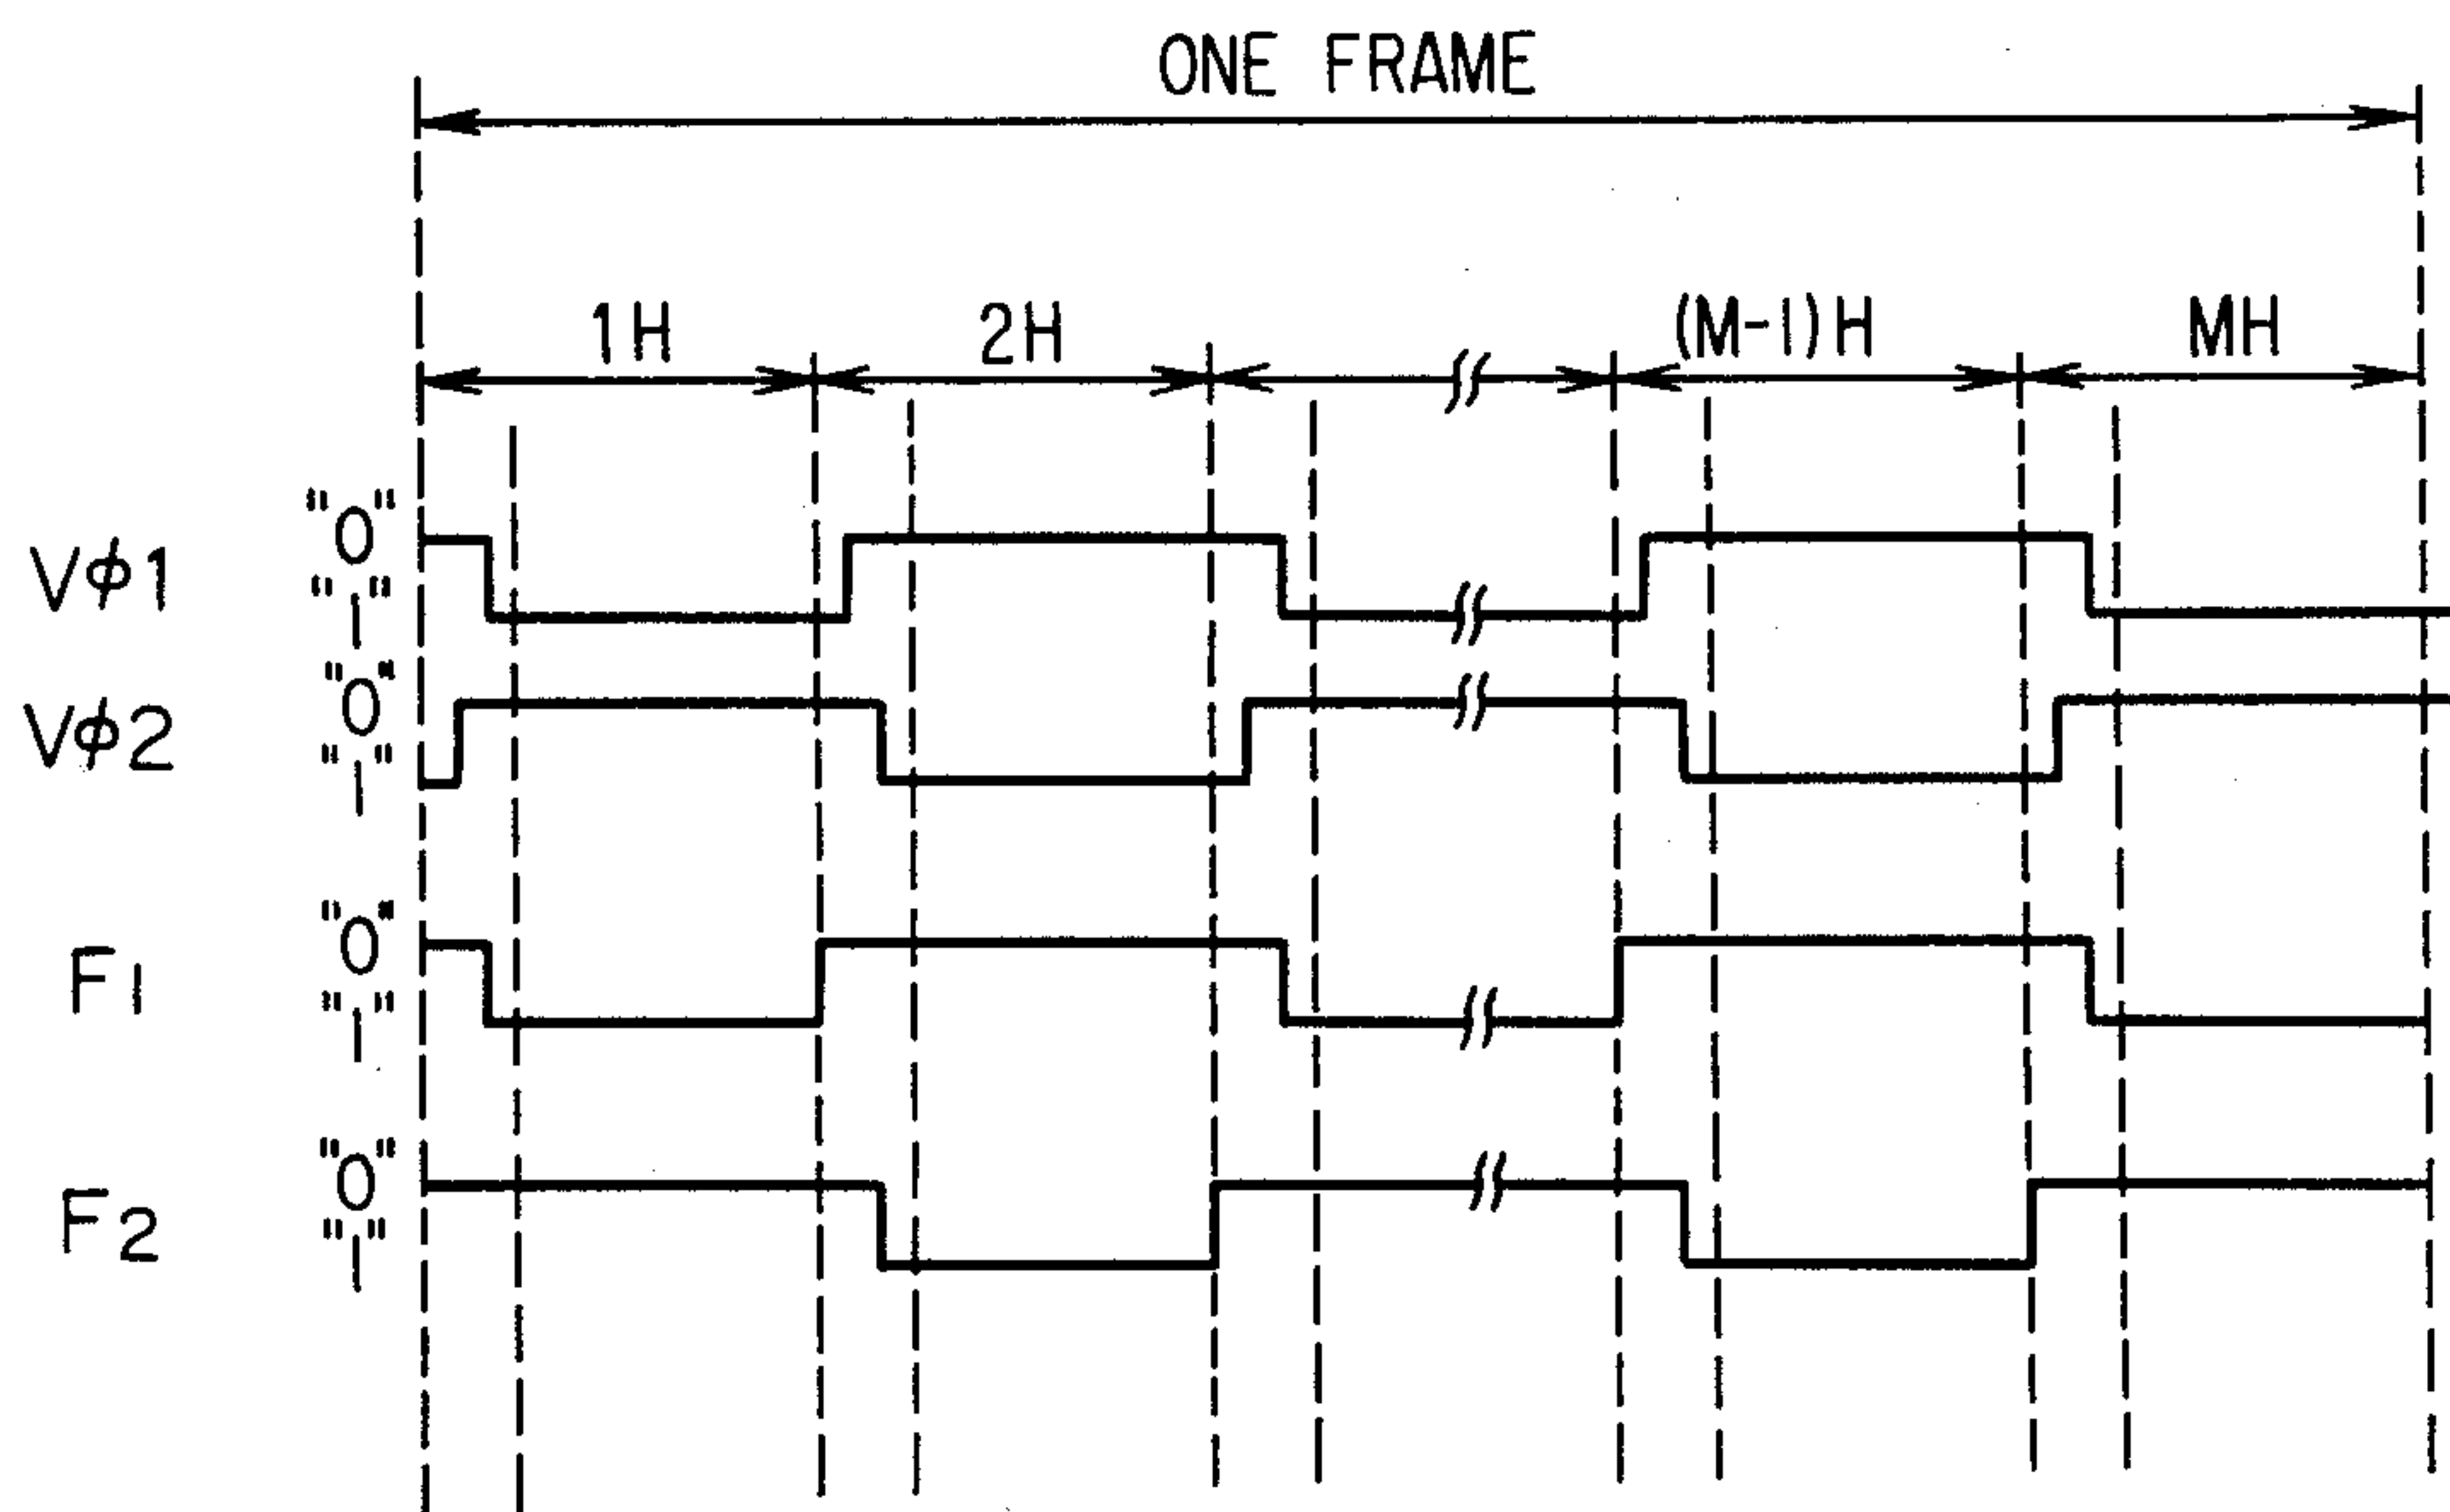 ONE FRAME
1H 2H (M-1)H MH
Vφ1 "0"
"1"
Vφ2 "0"
"1"
F1 "0"
"1"
F2 "0"
"1"